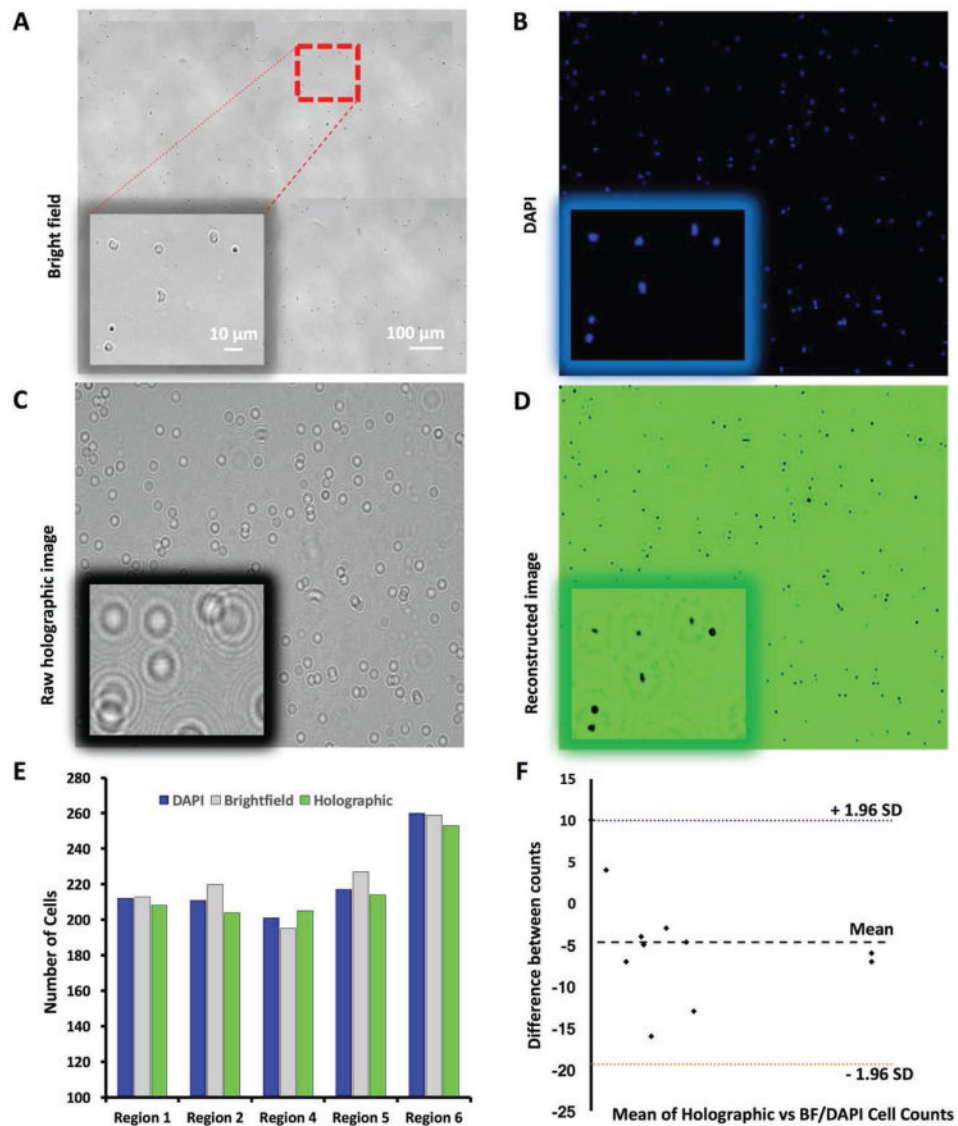 A
Bright field
10 µm
100 µm
B
DAPI
C
Raw holographic image
D
Reconstructed image
E
Number of Cells
280
260
240
220
200
180
160
140
120
100
DAPI Brightfield Holographic
Region 1 Region 2 Region 4 Region 5 Region 6
F
Difference between counts
15
10
5
0
-5
-10
-15
-20
-25
+ 1.96 SD
Mean
- 1.96 SD
Mean of Holographic vs BF/DAPI Cell Counts